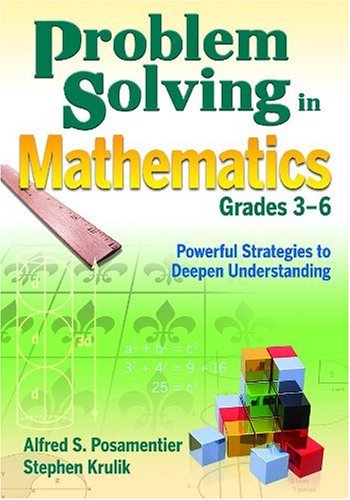 Problem
Solving in
Mathematics
Grades 3–6
Powerful Strategies to
Deepen Understanding
d
d
d
3d
a² + b² = c²
3² + 4² = 9 + 16
25 = c²
Alfred S. Posamentier
Stephen Krulik